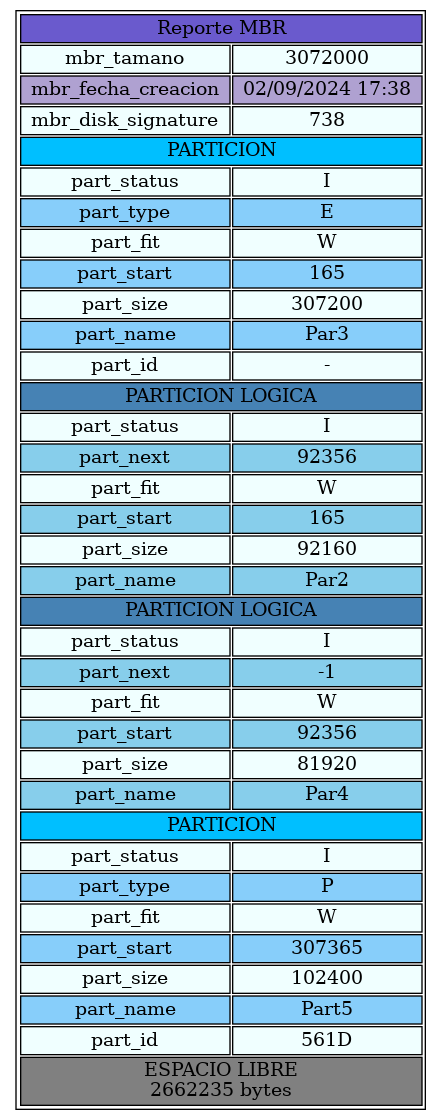 Reporte MBR
mbr_tamano 3072000
mbr_fecha_creacion 02/09/2024 17:38
mbr_disk_signature 738
PARTICION
part_status I
part_type E
part_fit W
part_start 165
part_size 307200
part_name Par3
part_id -
PARTICION LOGICA
part_status I
part_next 92356
part_fit W
part_start 165
part_size 92160
part_name Par2
PARTICION LOGICA
part_status I
part_next -1
part_fit W
part_start 92356
part_size 81920
part_name Par4
PARTICION
part_status I
part_type P
part_fit W
part_start 307365
part_size 102400
part_name Part5
part_id 561D
ESPACIO LIBRE
2662235 bytes